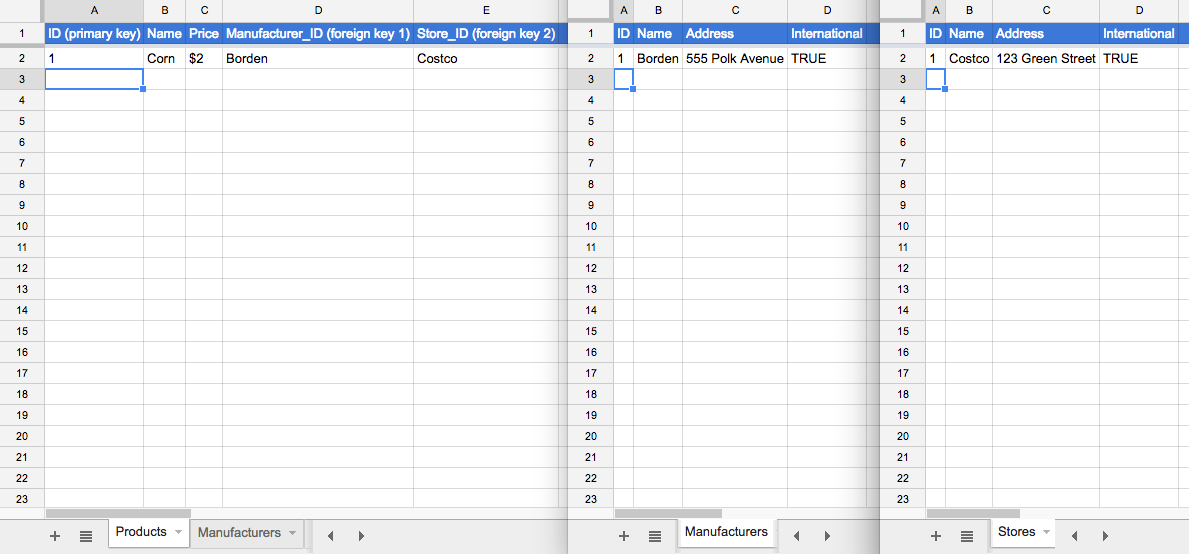 A B C D E A B C D A B C D
1 ID (primary key) Name Price Manufacturer_ID (foreign key 1) Store_ID (foreign key 2) 1 ID Name Address International 1 ID Name Address International
2 1 Corn $2 Borden Costco 2 1 Borden 555 Polk Avenue TRUE 2 1 Costco 123 Green Street TRUE
3 3 3
4 4 4
5 5 5
6 6 6
7 7 7
8 8 8
9 9 9
10 10 10
11 11 11
12 12 12
13 13 13
14 14 14
15 15 15
16 16 16
17 17 17
18 18 18
19 19 19
20 20 20
21 21 21
22 22 22
23 23 23
Products Manufacturers Manufacturers Stores